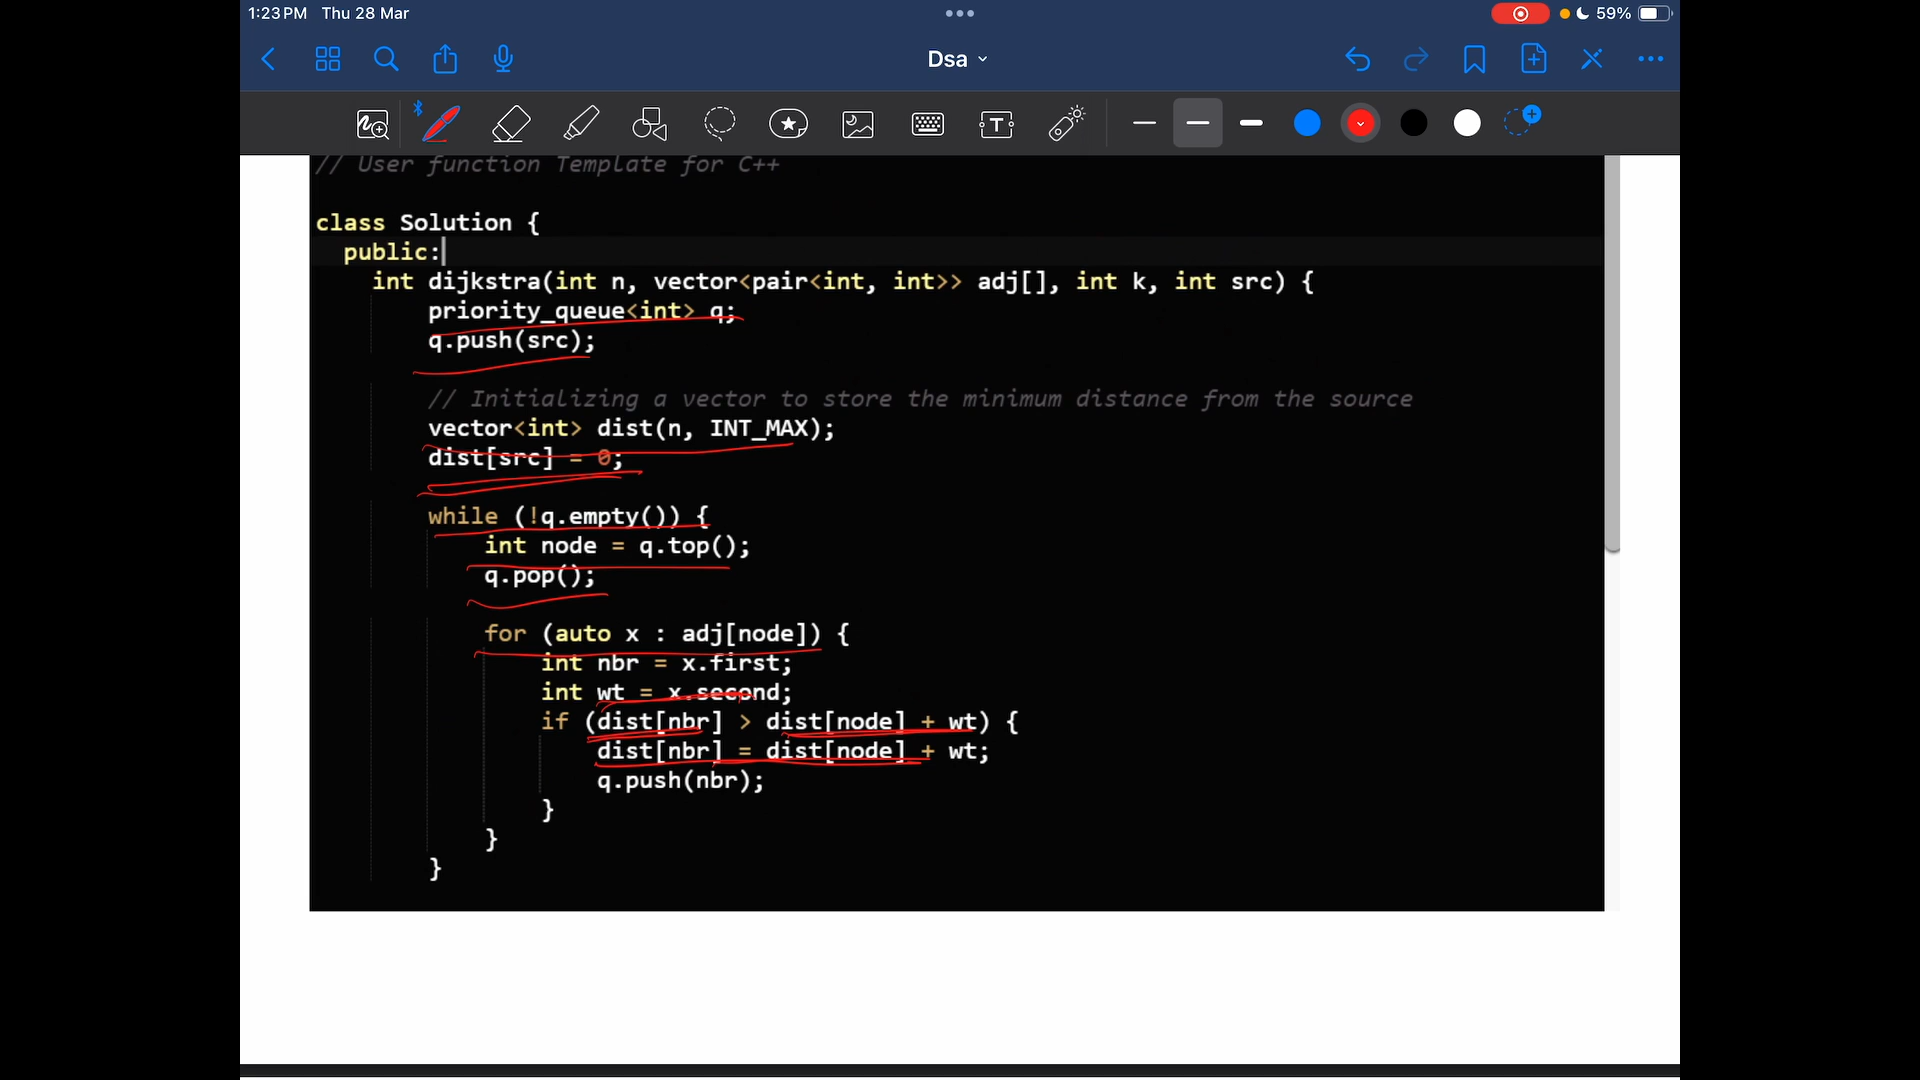 1:23 PM Thu 28 Mar
59%
Dsa
T
// User function Template for C++
class Solution {
public:
int dijkstra(int n, vector<pair<int, int>> adj[], int k, int src) {
priority_queue<int> q;
q.push(src);
// Initializing a vector to store the minimum distance from the source
vector<int> dist(n, INT_MAX);
dist[src] = 0;
while (!q.empty()) {
int node = q.top();
q.pop();
for (auto x : adj[node]) {
int nbr = x.first;
int wt = x.second;
if (dist[nbr] > dist[node] + wt) {
dist[nbr] = dist[node] + wt;
q.push(nbr);
}
}
}